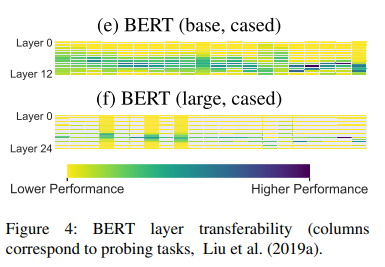 (e) BERT (base, cased)
Layer 0
Layer 12
(f) BERT (large, cased)
Layer 0
Layer 24
Lower Performance
Higher Performance
Figure 4: BERT layer transferability (columns
correspond to probing tasks, Liu et al. (2019a).